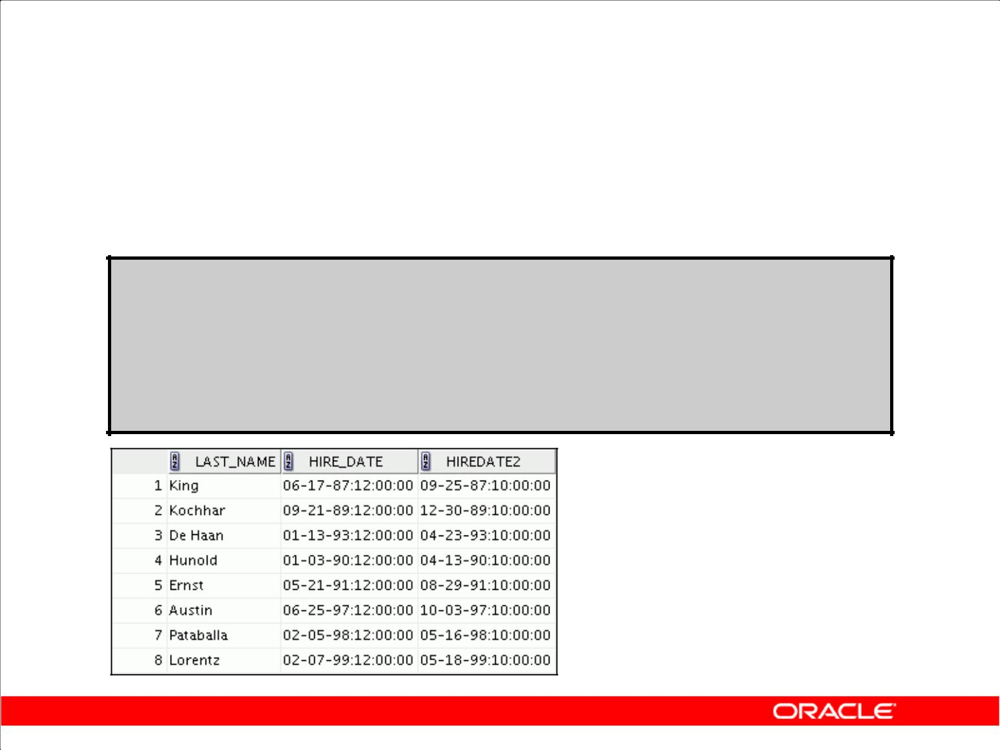 LAST_NAME HIRE_DATE HIREDATE2
1 King 06-17-87:12:00:00 09-25-87:10:00:00
2 Kochhar 09-21-89:12:00:00 12-30-89:10:00:00
3 De Haan 01-13-93:12:00:00 04-23-93:10:00:00
4 Hunold 01-03-90:12:00:00 04-13-90:10:00:00
5 Ernst 05-21-91:12:00:00 08-29-91:10:00:00
6 Austin 06-25-97:12:00:00 10-03-97:10:00:00
7 Pataballa 02-05-98:12:00:00 05-16-98:10:00:00
8 Lorentz 02-07-99:12:00:00 05-18-99:10:00:00
ORACLE